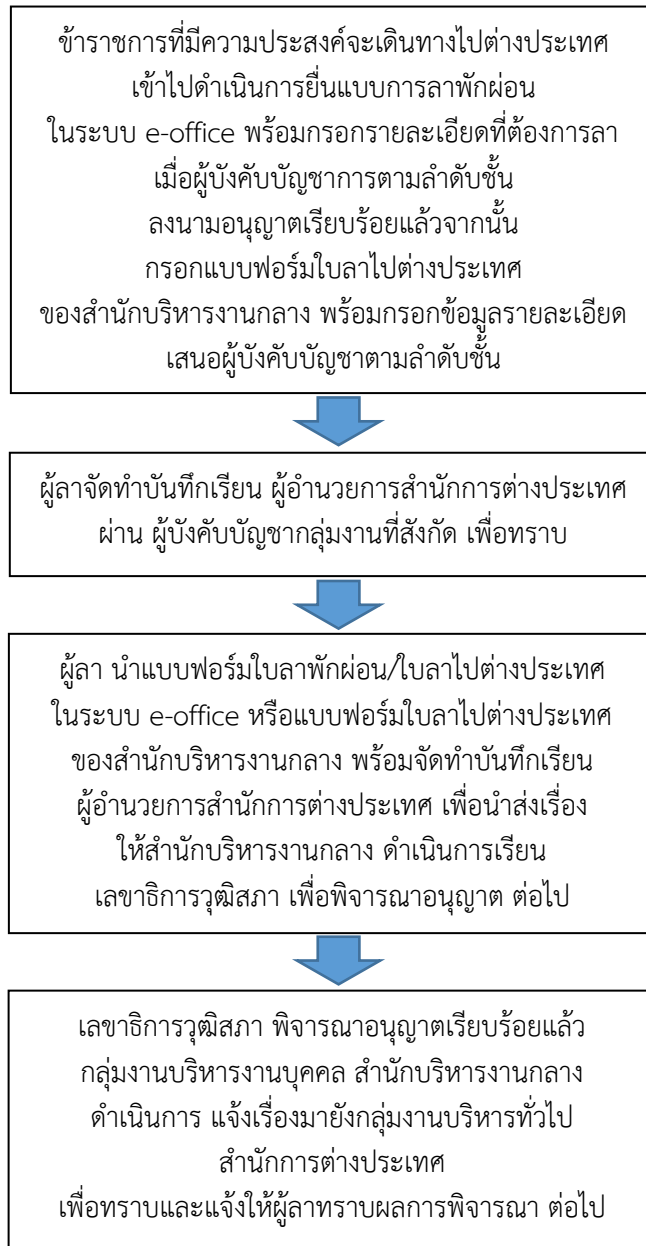 ข้าราชการที่มีความประสงค์จะเดินทางไปต่างประเทศ
เข้าไปดำเนินการยื่นแบบการลาพักผ่อน
ในระบบ e-office พร้อมกรอกรายละเอียดที่ต้องการลา
เมื่อผู้บังคับบัญชาการตามลำดับชั้น
ลงนามอนุญาตเรียบร้อยแล้วจากนั้น
กรอกแบบฟอร์มใบลาไปต่างประเทศ
ของสำนักบริหารงานกลาง พร้อมกรอกข้อมูลรายละเอียด
เสนอผู้บังคับบัญชาตามลำดับชั้น
ผู้ลาจัดทำบันทึกเรียน ผู้อำนวยการสำนักการต่างประเทศ
ผ่าน ผู้บังคับบัญชากลุ่มงานที่สังกัด เพื่อทราบ
ผู้ลา นำแบบฟอร์มใบลาพักผ่อน/ใบลาไปต่างประเทศ
ในระบบ e-office หรือแบบฟอร์มใบลาไปต่างประเทศ
ของสำนักบริหารงานกลาง พร้อมจัดทำบันทึกเรียน
ผู้อำนวยการสำนักการต่างประเทศ เพื่อนำส่งเรื่อง
ให้สำนักบริหารงานกลาง ดำเนินการเรียน
เลขาธิการวุฒิสภา เพื่อพิจารณาอนุญาต ต่อไป
เลขาธิการวุฒิสภา พิจารณาอนุญาตเรียบร้อยแล้ว
กลุ่มงานบริหารงานบุคคล สำนักบริหารงานกลาง
ดำเนินการ แจ้งเรื่องมายังกลุ่มงานบริหารทั่วไป
สำนักการต่างประเทศ
เพื่อทราบและแจ้งให้ผู้ลาทราบผลการพิจารณา ต่อไป